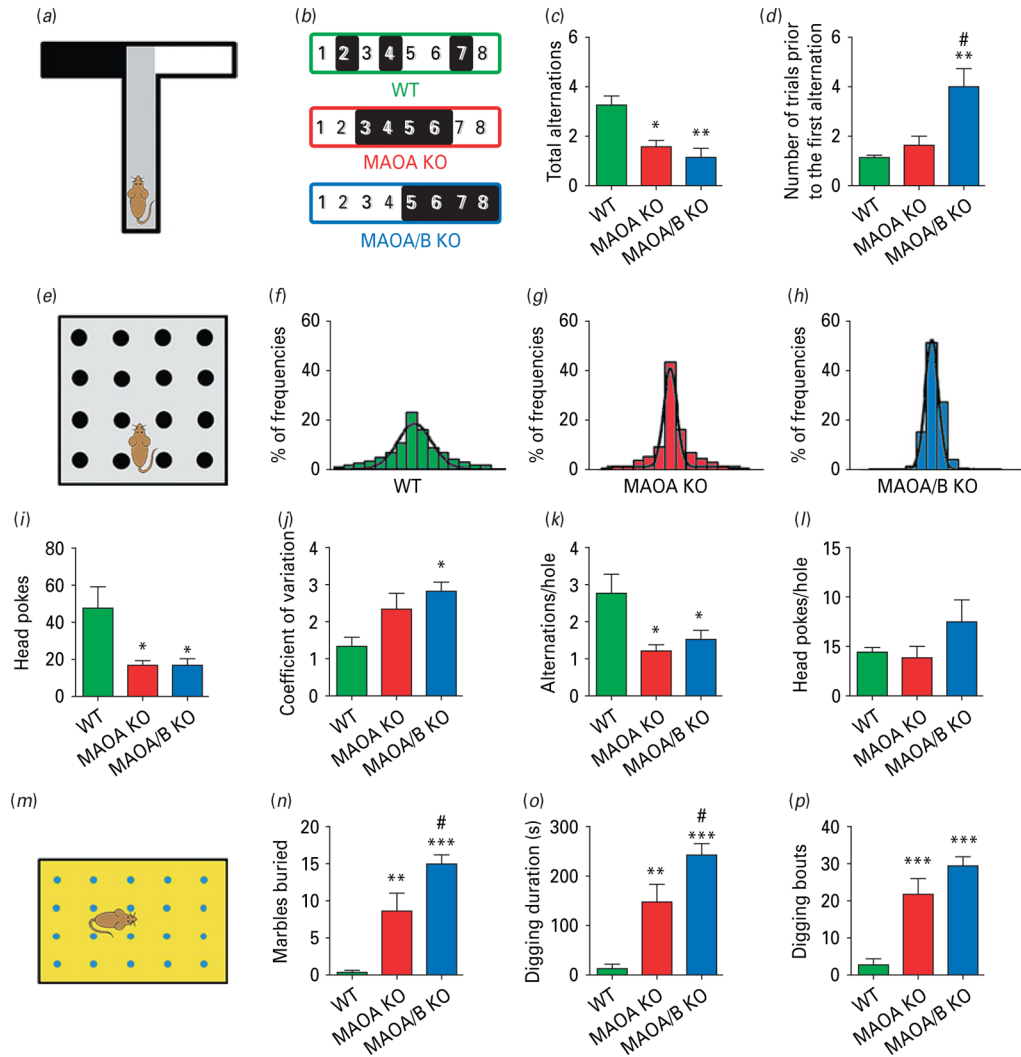 (a)
(b)
1 2 3 4 5 6 7 8
WT
1 2 3 4 5 6 7 8
MAOA KO
1 2 3 4 5 6 7 8
MAOA/B KO
(c)
Total alternations
6
4
2
0
*
**
WT
MAOA KO
MAOA/B KO
(d)
Number of trials prior
to the first alternation
6
4
2
0
#
**
WT
MAOA KO
MAOA/B KO
(e)
(f)
% of frequencies
60
40
20
0
WT
(g)
% of frequencies
60
40
20
0
MAOA KO
(h)
% of frequencies
60
40
20
0
MAOA/B KO
(i)
Head pokes
80
60
40
20
0
*
*
WT
MAOA KO
MAOA/B KO
(j)
Coefficient of variation
4
3
2
1
0
*
WT
MAOA KO
MAOA/B KO
(k)
Alternations/hole
4
3
2
1
0
*
*
WT
MAOA KO
MAOA/B KO
(l)
Head pokes/hole
15
10
15
0
WT
MAOA KO
MAOA/B KO
(m)
(n)
Marbles buried
20
15
10
5
0
**
#
***
WT
MAOA KO
MAOA/B KO
(o)
Digging duration (s)
300
200
100
0
**
#
***
WT
MAOA KO
MAOA/B KO
(p)
Digging bouts
40
30
20
10
0
***
***
WT
MAOA KO
MAOA/B KO